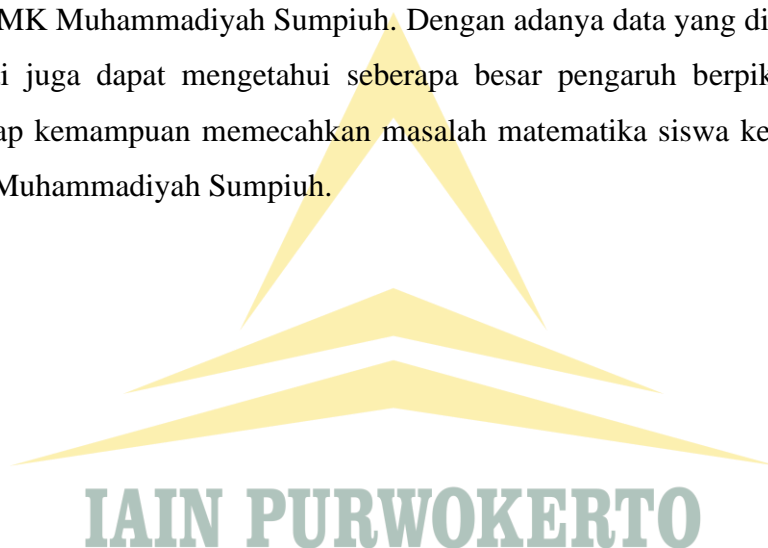 MK Muhammadiyah Sumpiuh. Dengan adanya data yang di
i juga dapat mengetahui seberapa besar pengaruh berpik
ap kemampuan memecahkan masalah matematika siswa ke
Muhammadiyah Sumpiuh.
IAIN PURWOKERTO